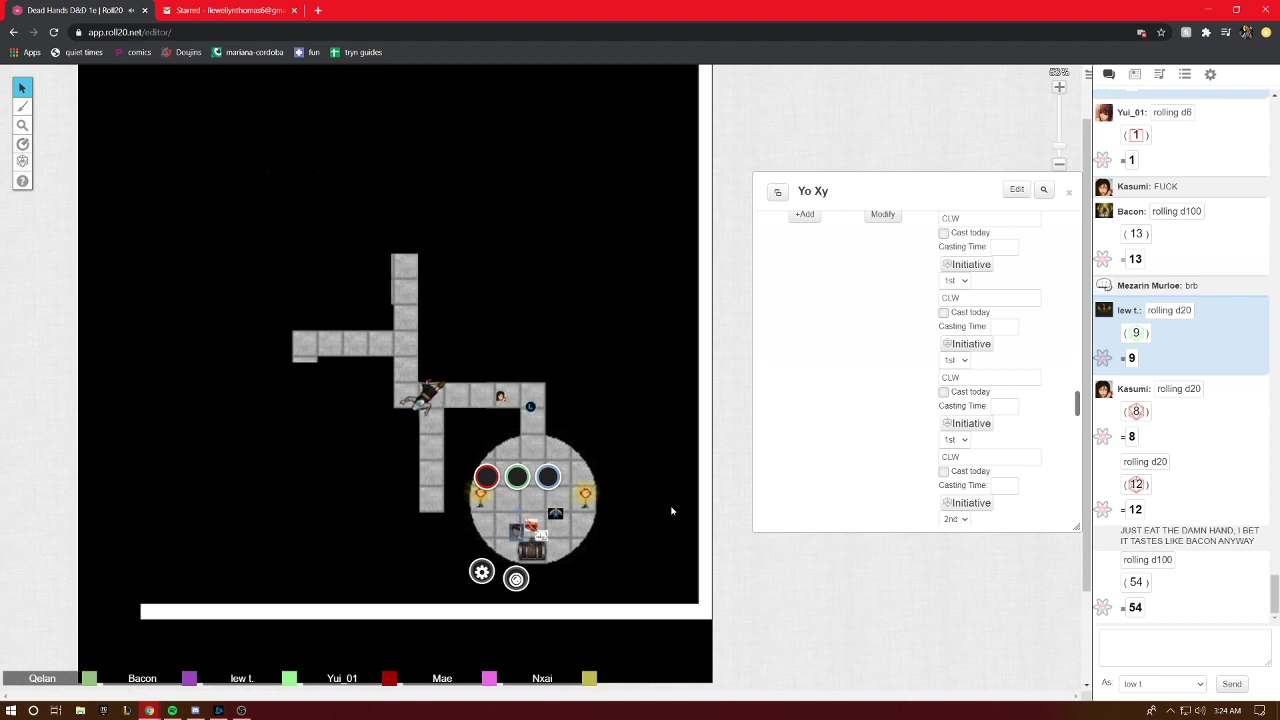 Dead Hands D&D 1e | Roll20
Starred - llewellynthomas6@gm
app.roll20.net/editor/
Apps
quiet times
comics
Doujins
mariana-cordoba
fun
tryn guides
Yo Xy
Edit
+Add
Modify
CLW
Cast today
Casting Time:
Initiative
1st
CLW
Cast today
Casting Time:
Initiative
1st
CLW
Cast today
Casting Time:
Initiative
1st
CLW
Cast today
Casting Time:
Initiative
2nd
L
Qelan
Bacon
lew t.
Yui_01
Mae
Nxai
Yui_01: rolling d6
( 1 )
= 1
Kasumi: FUCK
Bacon: rolling d100
( 13 )
= 13
Mezarin Murloe: brb
lew t.: rolling d20
( 9 )
= 9
Kasumi: rolling d20
( 8 )
= 8
rolling d20
( 12 )
= 12
JUST EAT THE DAMN HAND, I BET
IT TASTES LIKE BACON ANYWAY
rolling d100
( 54 )
= 54
As: lew t. Send
3:24 AM